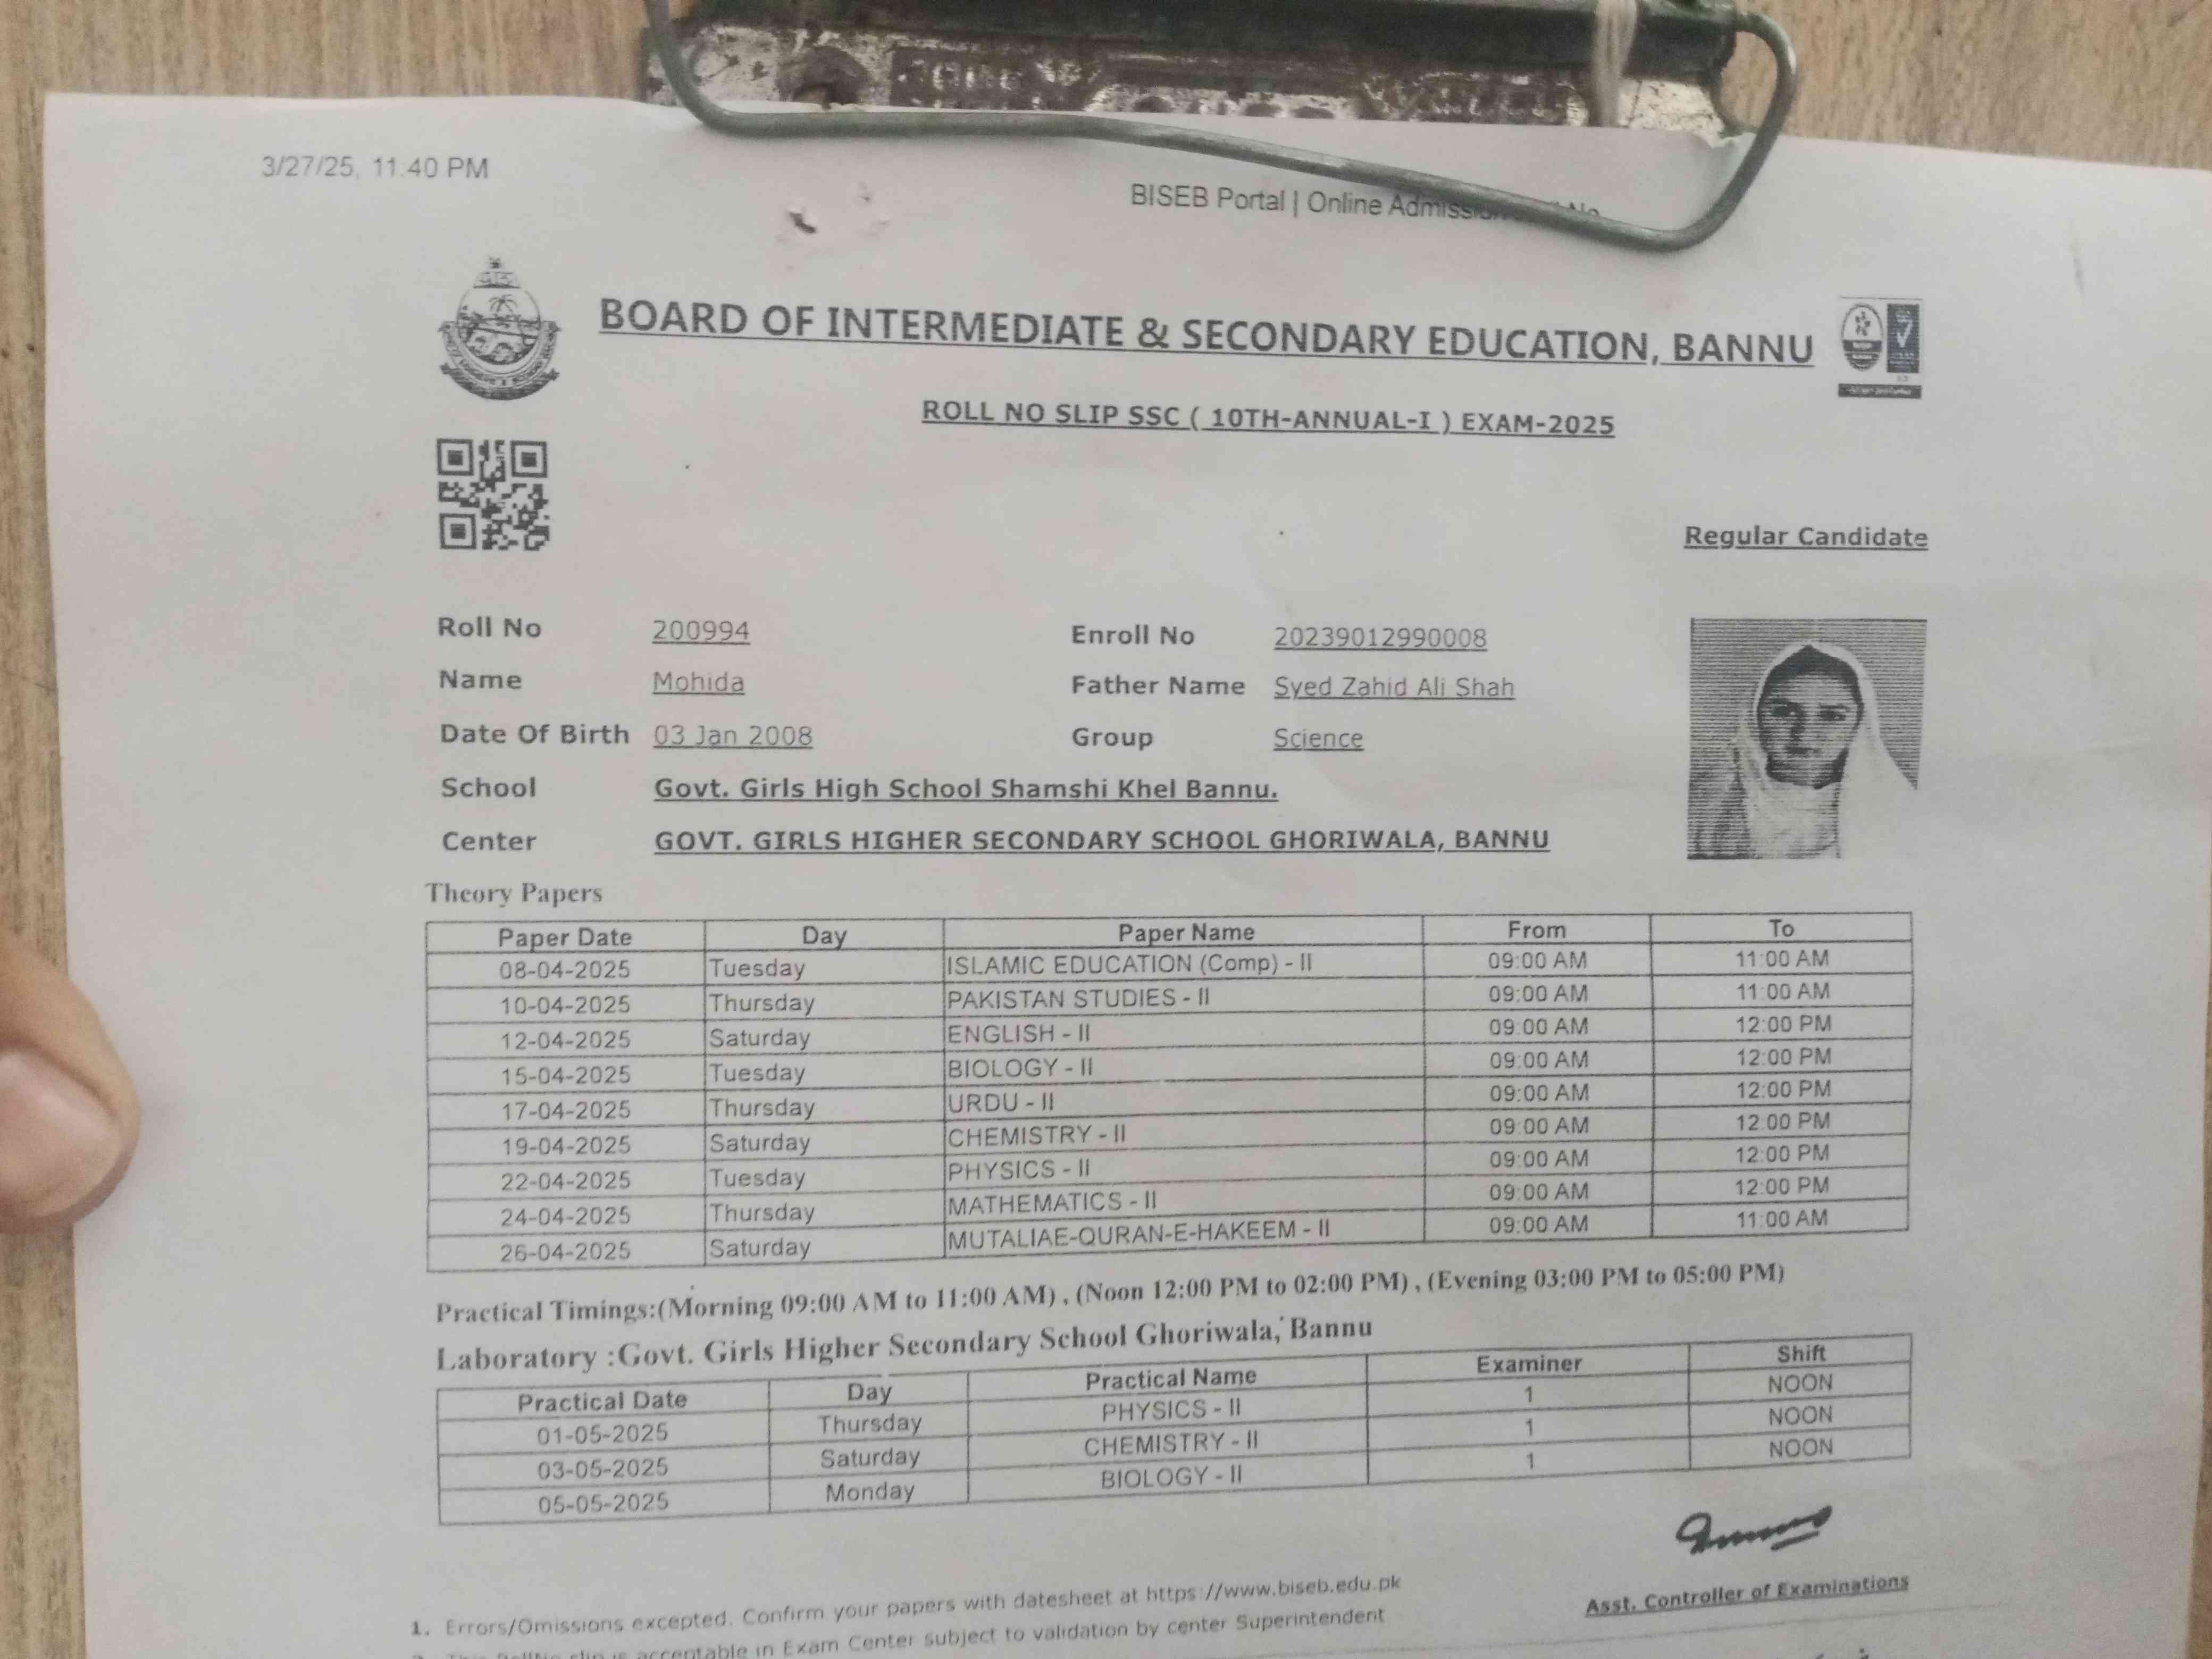 3/27/25, 11:40 PM
BISEB Portal | Online Admission No
BOARD OF INTERMEDIATE & SECONDARY EDUCATION, BANNU
ROLL NO SLIP SSC ( 10TH-ANNUAL-I ) EXAM-2025
Regular Candidate
Roll No 200994 Enroll No 20239012990008
Name Mohida Father Name Syed Zahid Ali Shah
Date Of Birth 03 Jan 2008 Group Science
School Govt. Girls High School Shamshi Khel Bannu.
Center GOVT. GIRLS HIGHER SECONDARY SCHOOL GHORIWALA, BANNU
Theory Papers
Paper Date Day Paper Name From To
08-04-2025 Tuesday ISLAMIC EDUCATION (Comp) - II 09:00 AM 11:00 AM
10-04-2025 Thursday PAKISTAN STUDIES - II 09:00 AM 11:00 AM
12-04-2025 Saturday ENGLISH - II 09:00 AM 12:00 PM
15-04-2025 Tuesday BIOLOGY - II 09:00 AM 12:00 PM
17-04-2025 Thursday URDU - II 09:00 AM 12:00 PM
19-04-2025 Saturday CHEMISTRY - II 09:00 AM 12:00 PM
22-04-2025 Tuesday PHYSICS - II 09:00 AM 12:00 PM
24-04-2025 Thursday MATHEMATICS - II 09:00 AM 12:00 PM
26-04-2025 Saturday MUTALIAE-QURAN-E-HAKEEM - II 09:00 AM 11:00 AM
Practical Timings:(Morning 09:00 AM to 11:00 AM) , (Noon 12:00 PM to 02:00 PM) , (Evening 03:00 PM to 05:00 PM)
Laboratory :Govt. Girls Higher Secondary School Ghoriwala, Bannu
Practical Date Day Practical Name Examiner Shift
01-05-2025 Thursday PHYSICS - II 1 NOON
03-05-2025 Saturday CHEMISTRY - II 1 NOON
05-05-2025 Monday BIOLOGY - II 1 NOON
Asst. Controller of Examinations
1. Errors/Omissions excepted. Confirm your papers with datesheet at https://www.biseb.edu.pk
This RollNo slip is acceptable in Exam Center subject to validation by center Superintendent